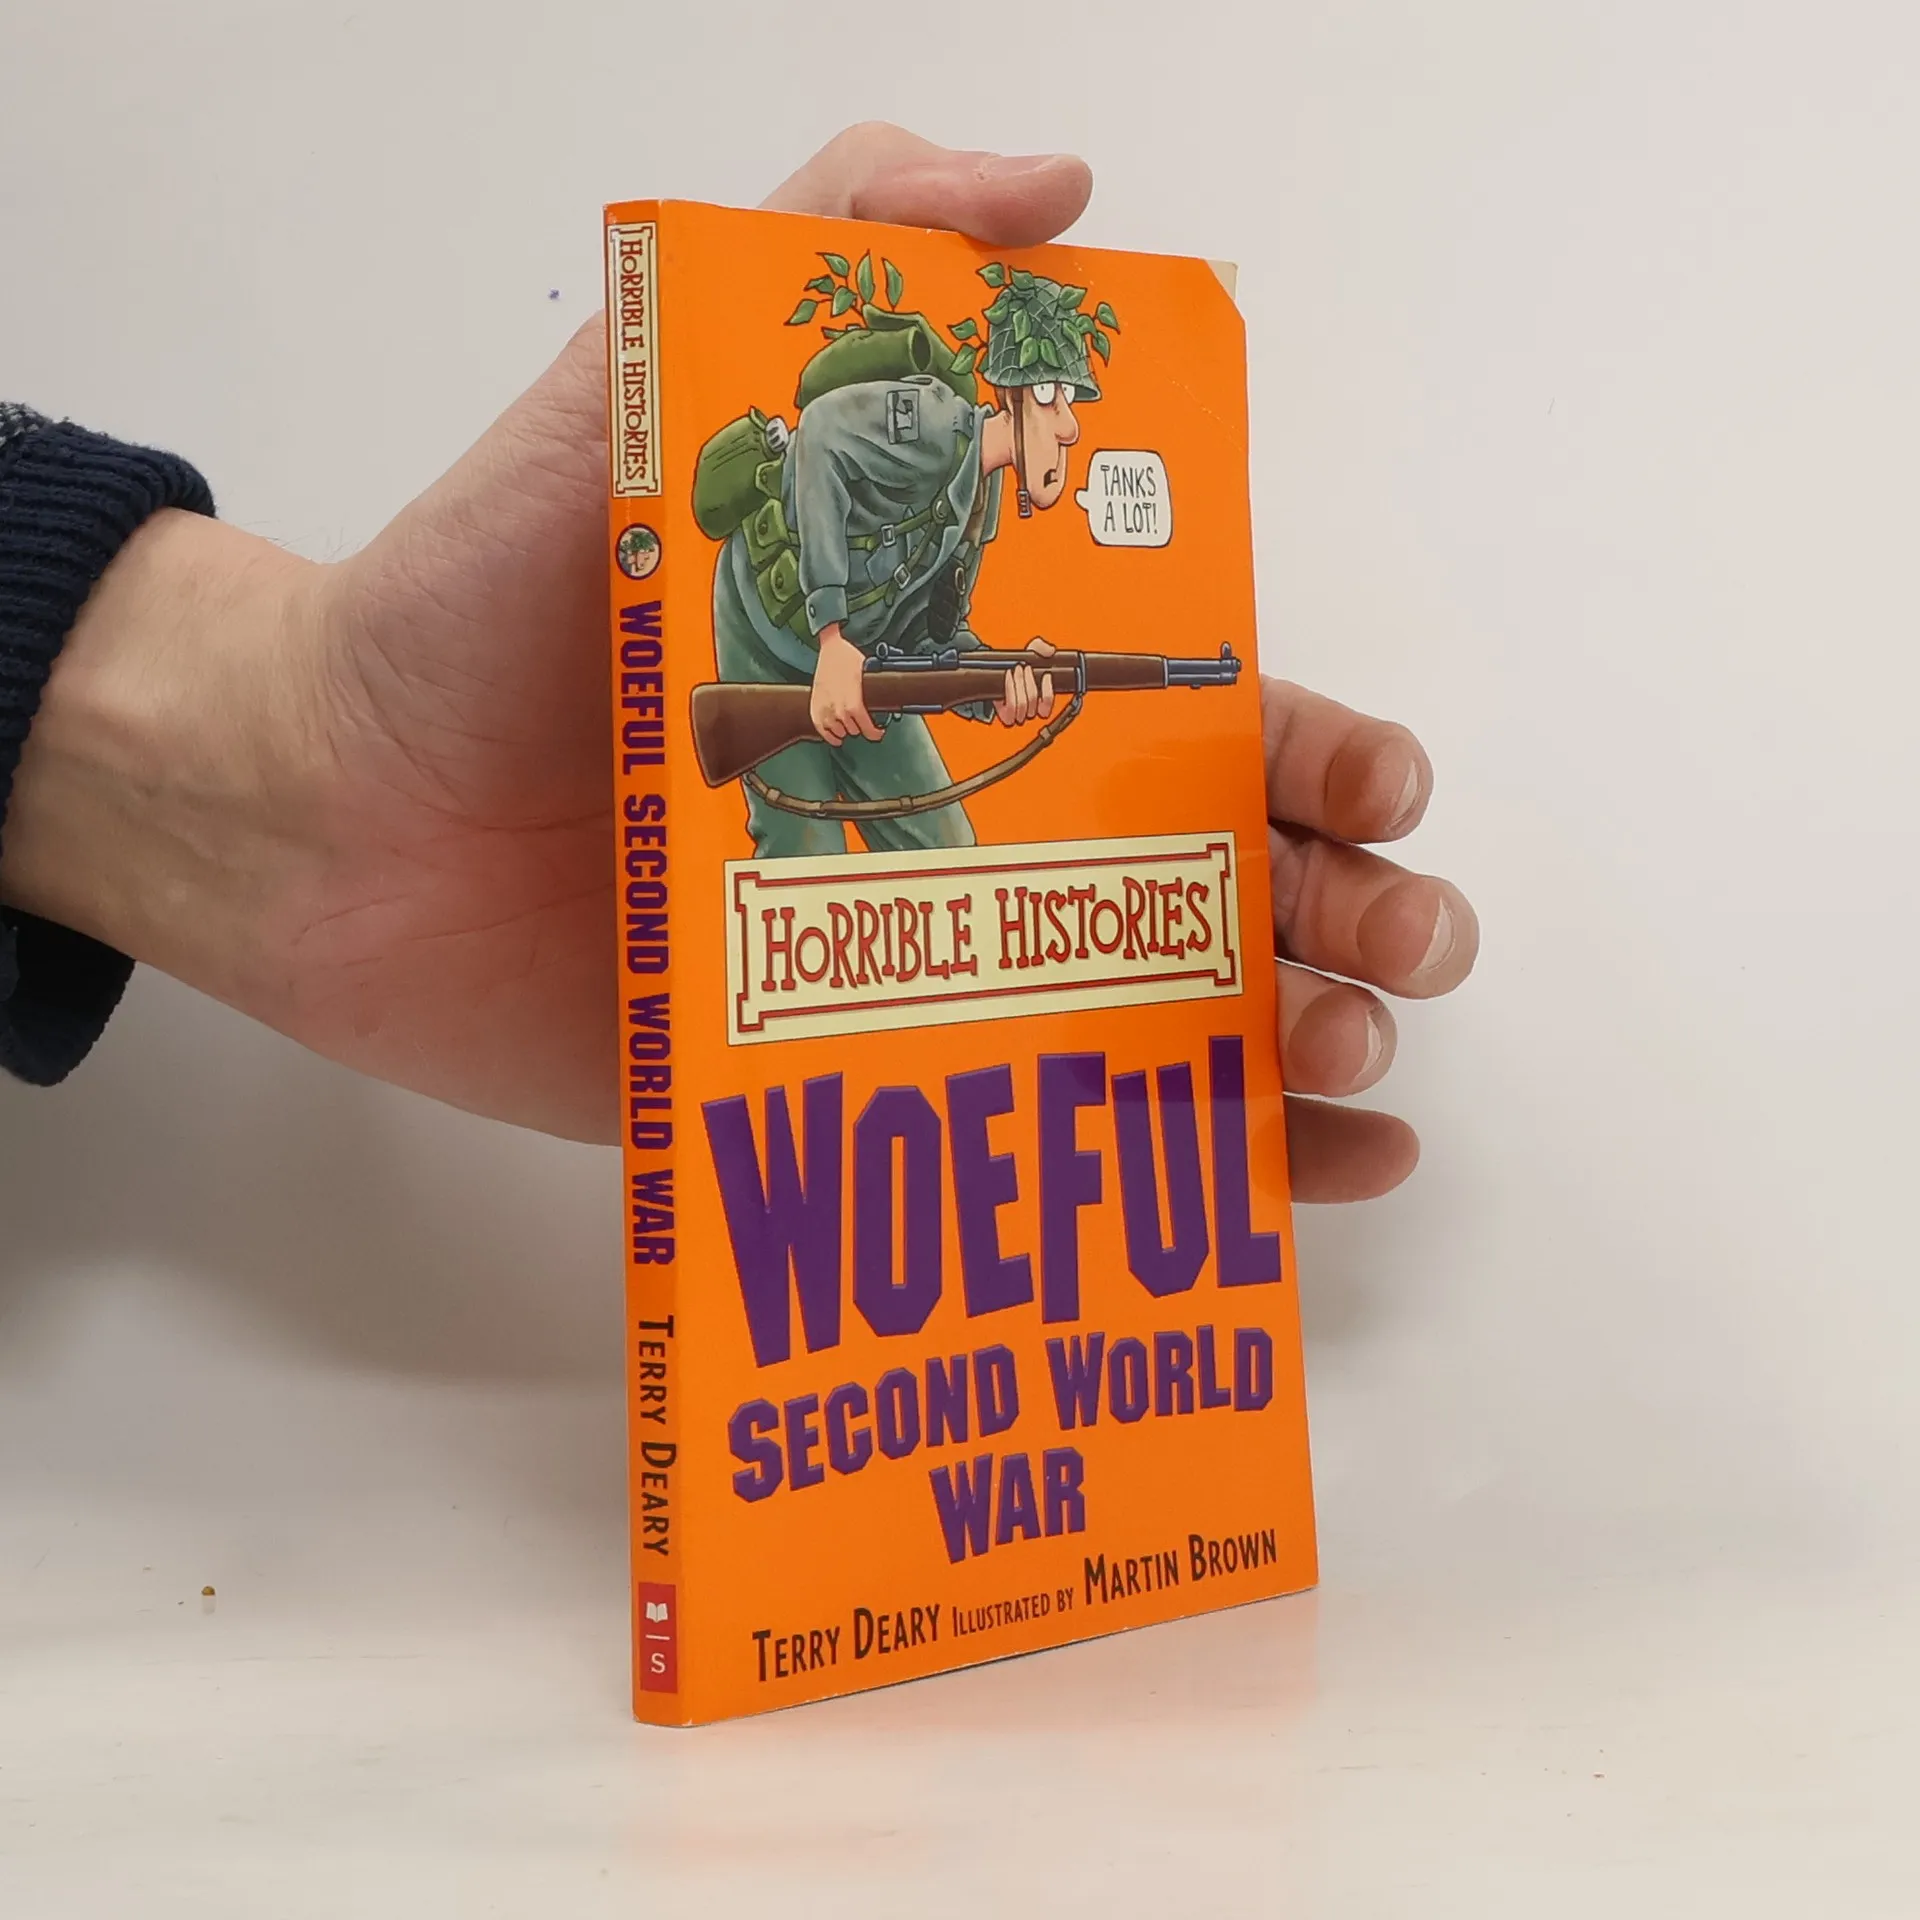 HORRIBLE HISTORIES
WOEFUL SECOND WORLD WAR
TERRY DEARY
S
TANKS
A LOT!
HORRIBLE HISTORIES
WOEFUL
SECOND WORLD
WAR
TERRY DEARY ILLUSTRATED BY MARTIN BROWN